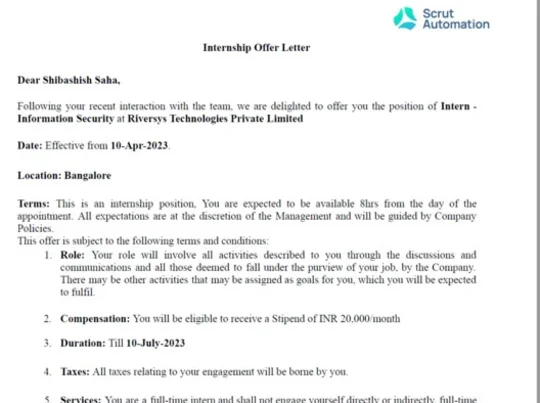 Scrut
Automation
Internship Offer Letter
Dear Shibashish Saha,
Following your recent interaction with the team, we are delighted to offer you the position of Intern -
Information Security at Riversys Technologies Private Limited
Date: Effective from 10-Apr-2023.
Location: Bangalore
Terms: This is an internship position, You are expected to be available 8hrs from the day of the
appointment. All expectations are at the discretion of the Management and will be guided by Company
Policies.
This offer is subject to the following terms and conditions:
1. Role: Your role will involve all activities described to you through the discussions and
communications and all those deemed to fall under the purview of your job, by the Company.
There may be other activities that may be assigned as goals for you, which you will be expected
to fulfil.
2. Compensation: You will be eligible to receive a Stipend of INR 20,000/month
3. Duration: Till 10-July-2023
4. Taxes: All taxes relating to your engagement will be borne by you.
5. Services: You are a full-time intern and shall not engage yourself directly or indirectly, full-time